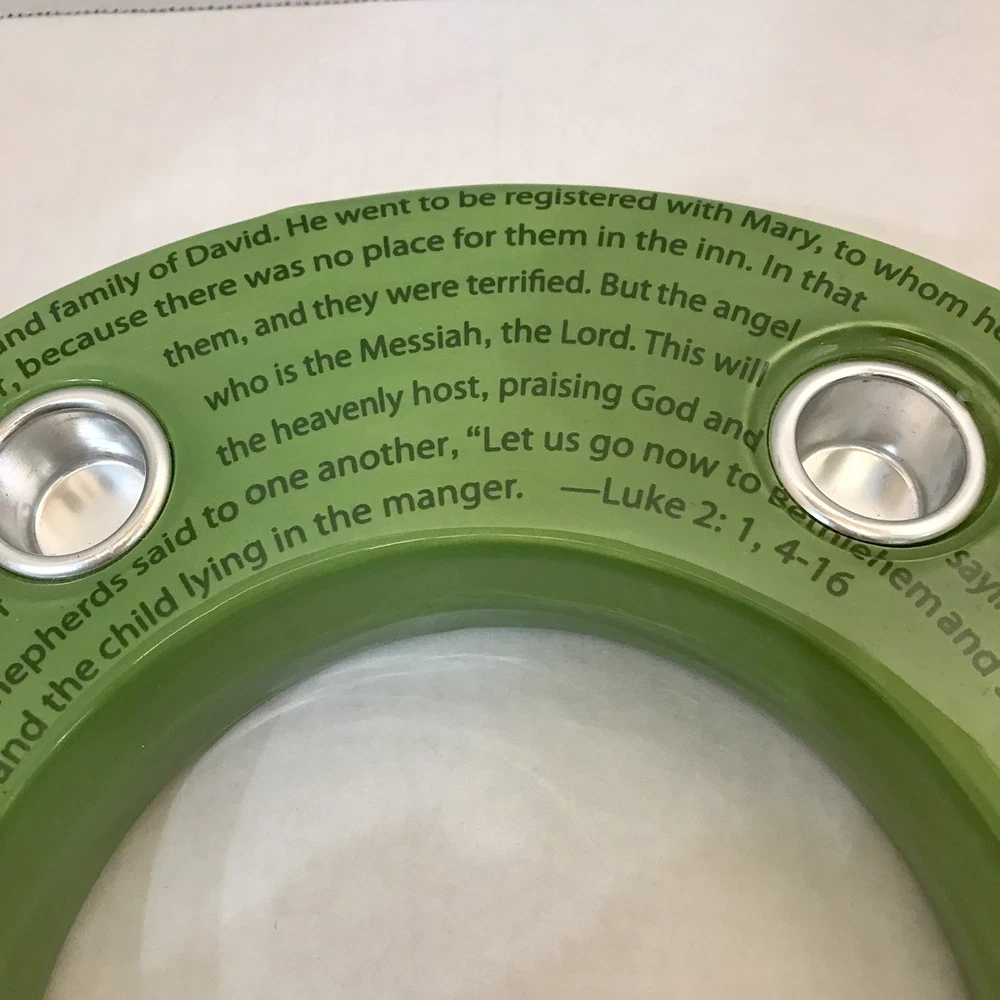 and family of David. He went to be registered with Mary, to whom
because there was no place for them in the inn. In that
them, and they were terrified. But the angel
who is the Messiah, the Lord. This will
the heavenly host, praising God and
shepherds said to one another, “Let us go now to Bethlehem and
and the child lying in the manger. —Luke 2: 1, 4-16